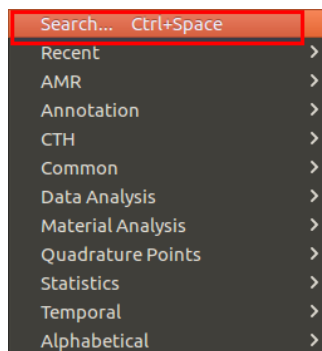 Search... Ctrl+Space
Recent
AMR
Annotation
CTH
Common
Data Analysis
Material Analysis
Quadrature Points
Statistics
Temporal
Alphabetical